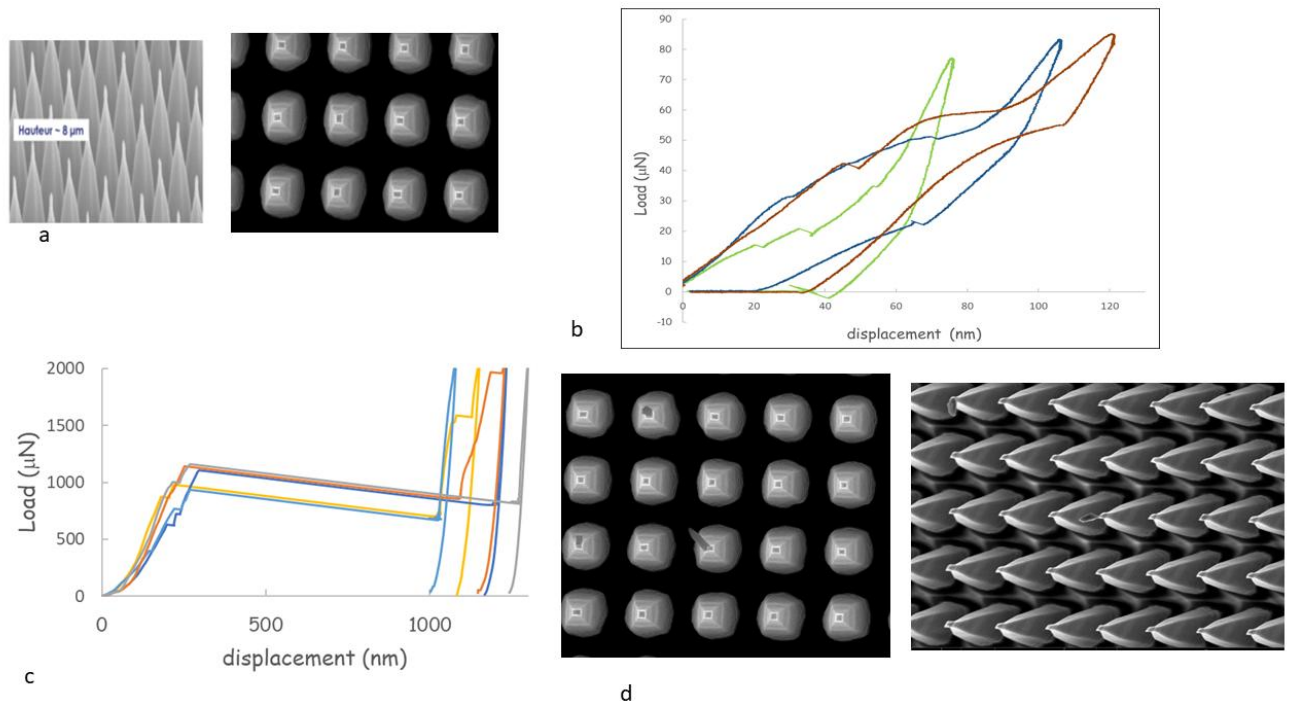 Hauteur ~ 8 µm
a
90
80
70
60
50
40
30
20
10
0
-10
Load (µN)
0 20 40 60 80 100 120
displacement (nm)
b
2000
1500
1000
500
0
Load (µN)
0 500 1000
displacement (nm)
c
d